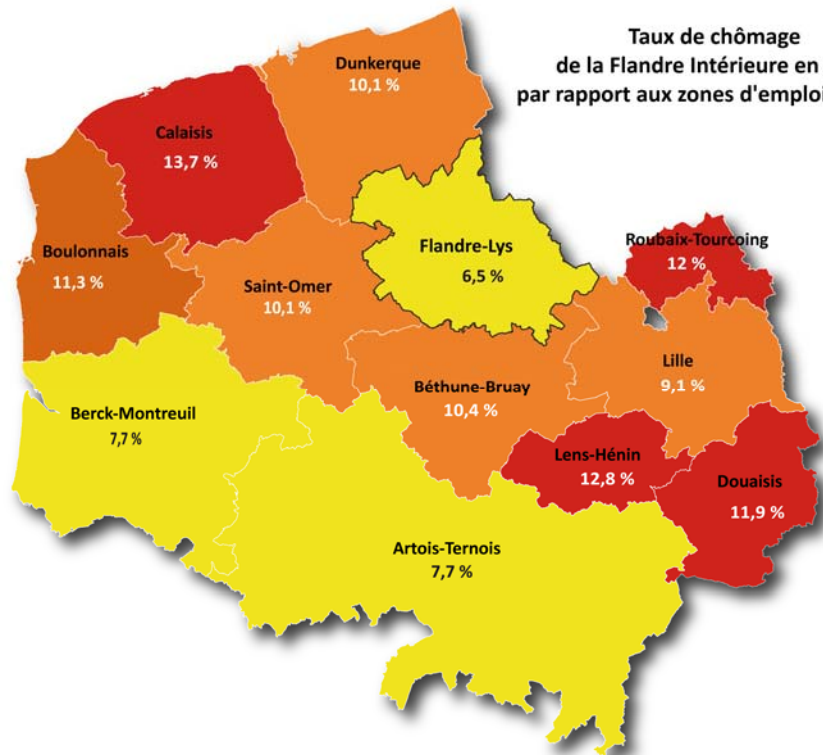 Taux de chômage
de la Flandre Intérieure en
par rapport aux zones d'emploi
Dunkerque
10,1 %
Calaisis
13,7 %
Flandre-Lys
6,5 %
Roubaix-Tourcoing
12 %
Boulonnais
11,3 %
Saint-Omer
10,1 %
Lille
9,1 %
Béthune-Bruay
10,4 %
Berck-Montreuil
7,7 %
Lens-Hénin
12,8 %
Douaisis
11,9 %
Artois-Ternois
7,7 %